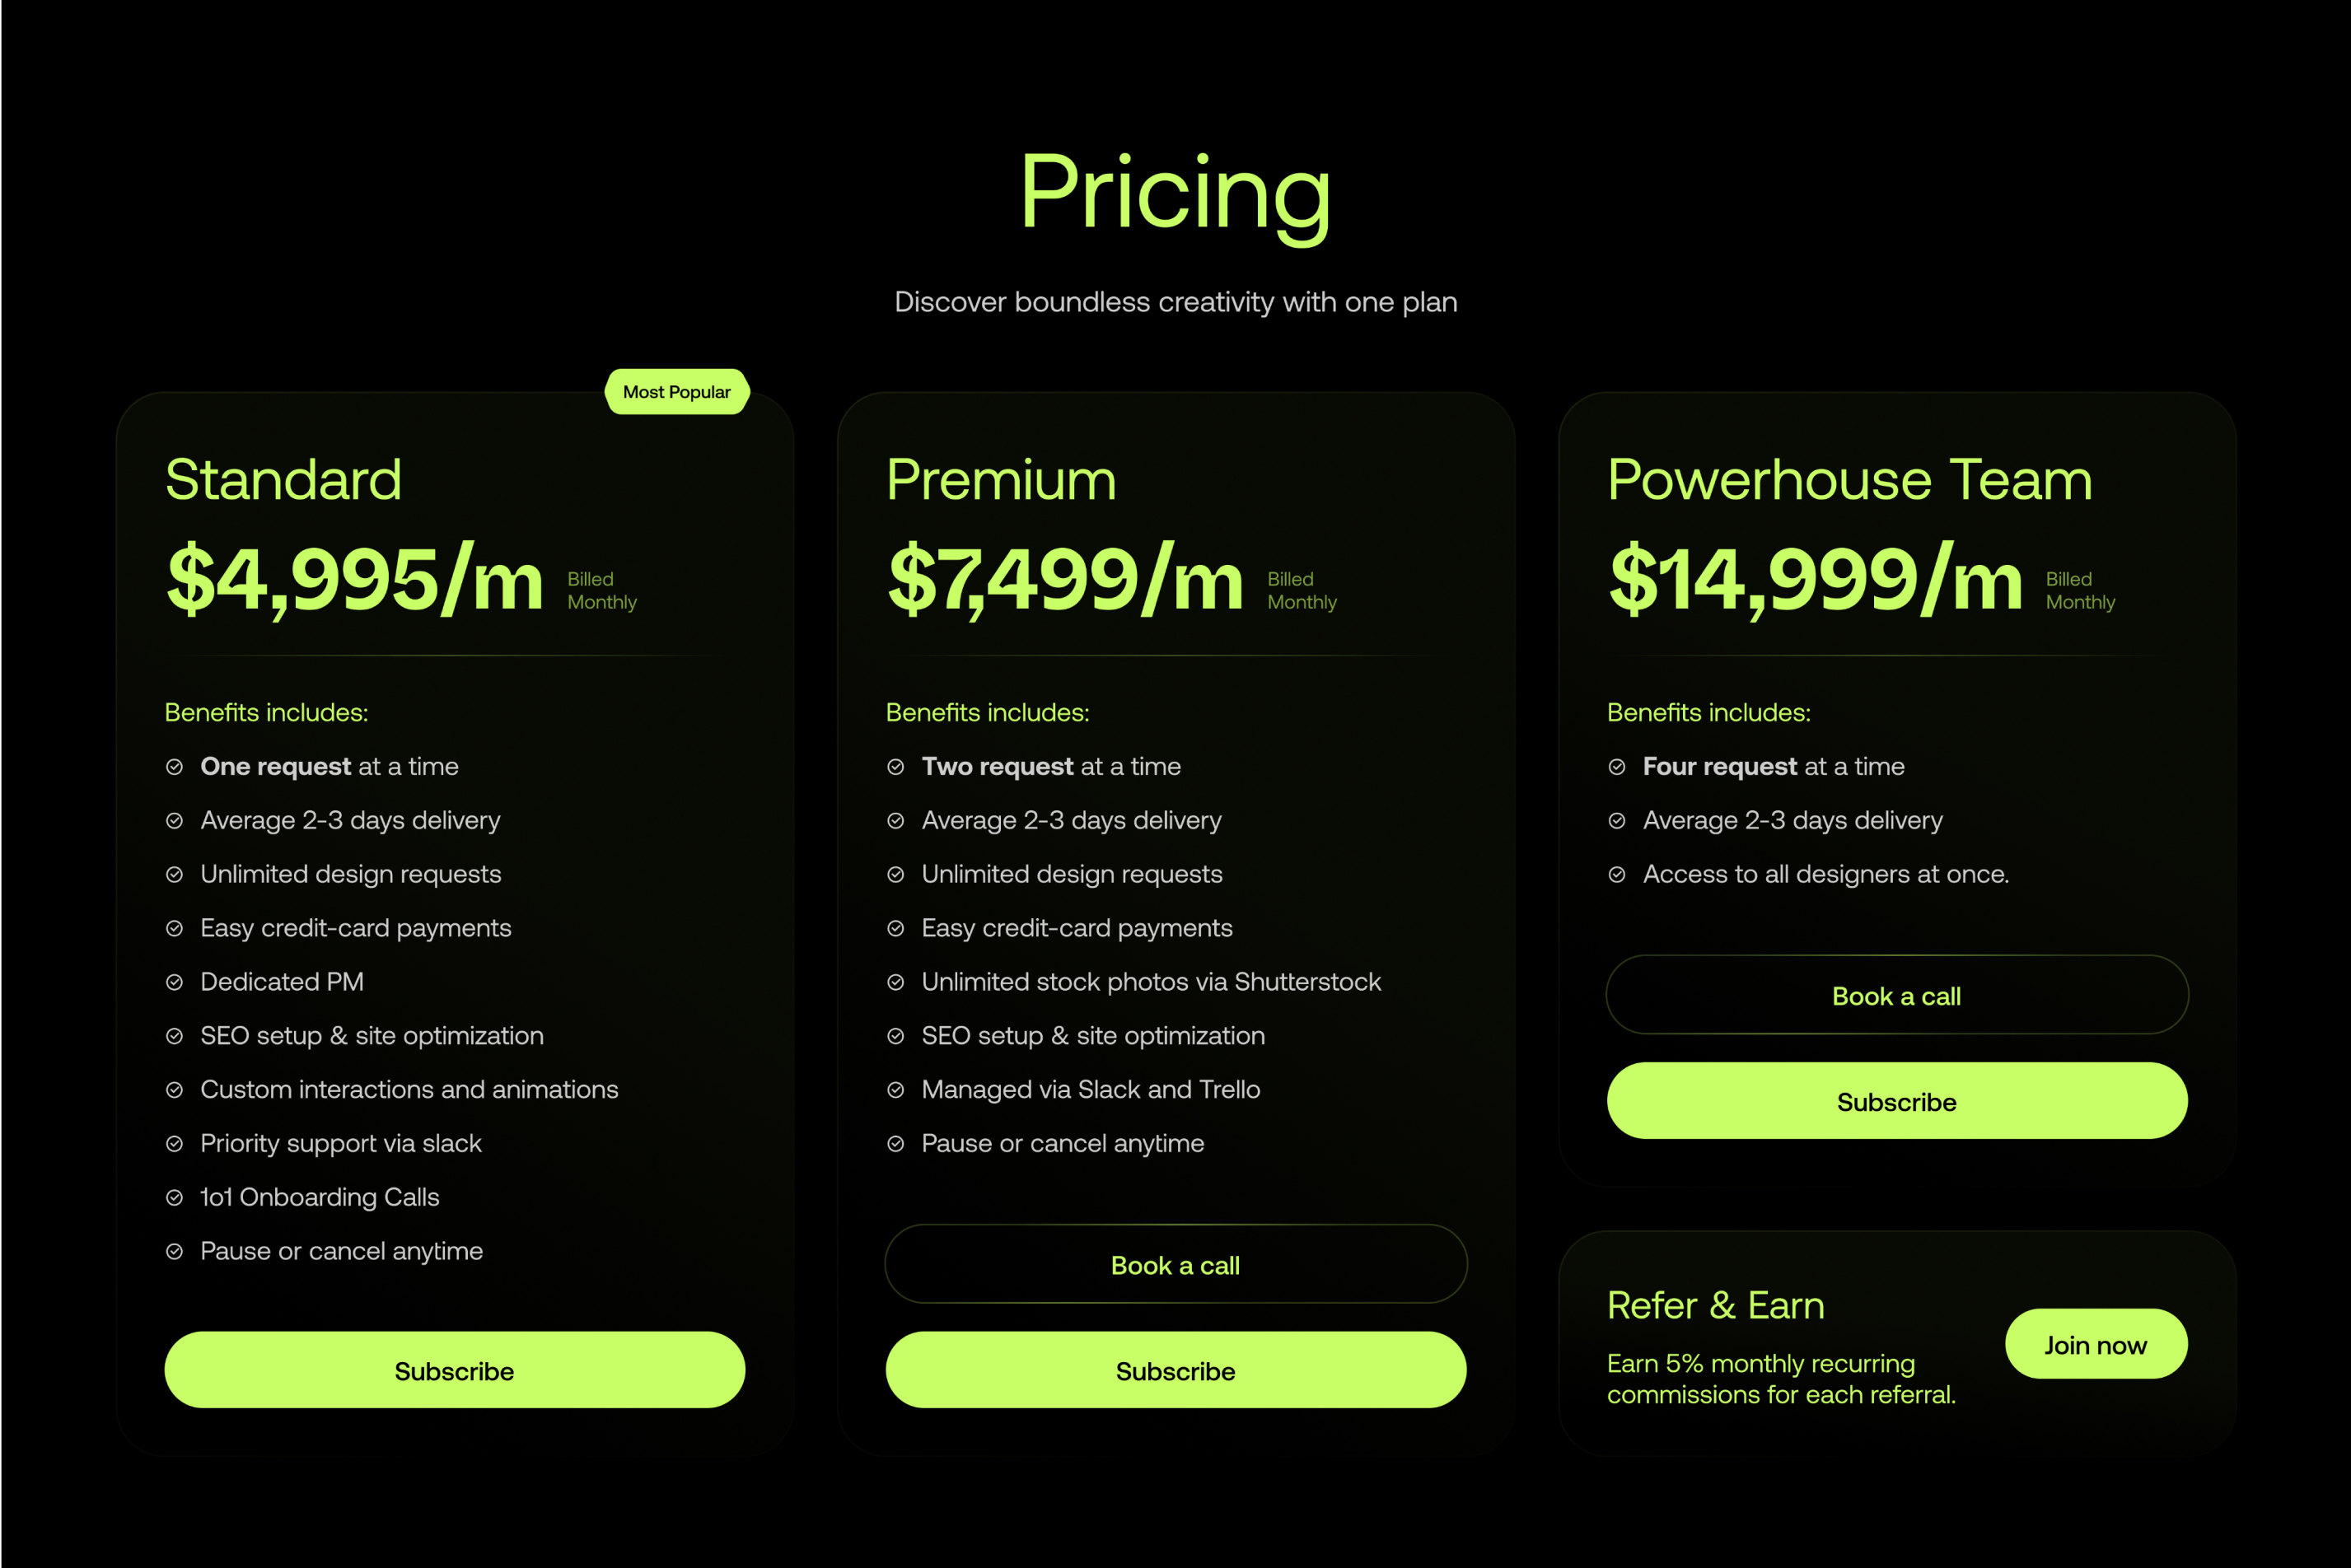 Pricing
Discover boundless creativity with one plan
Most Popular
Standard
$4,995/m
Billed
Monthly
Benefits includes:
One request at a time
Average 2-3 days delivery
Unlimited design requests
Easy credit-card payments
Dedicated PM
SEO setup & site optimization
Custom interactions and animations
Priority support via slack
1o1 Onboarding Calls
Pause or cancel anytime
Subscribe
Premium
$7,499/m
Billed
Monthly
Benefits includes:
Two request at a time
Average 2-3 days delivery
Unlimited design requests
Easy credit-card payments
Unlimited stock photos via Shutterstock
SEO setup & site optimization
Managed via Slack and Trello
Pause or cancel anytime
Book a call
Subscribe
Powerhouse Team
$14,999/m
Billed
Monthly
Benefits includes:
Four request at a time
Average 2-3 days delivery
Access to all designers at once.
Book a call
Subscribe
Refer & Earn
Earn 5% monthly recurring
commissions for each referral.
Join now